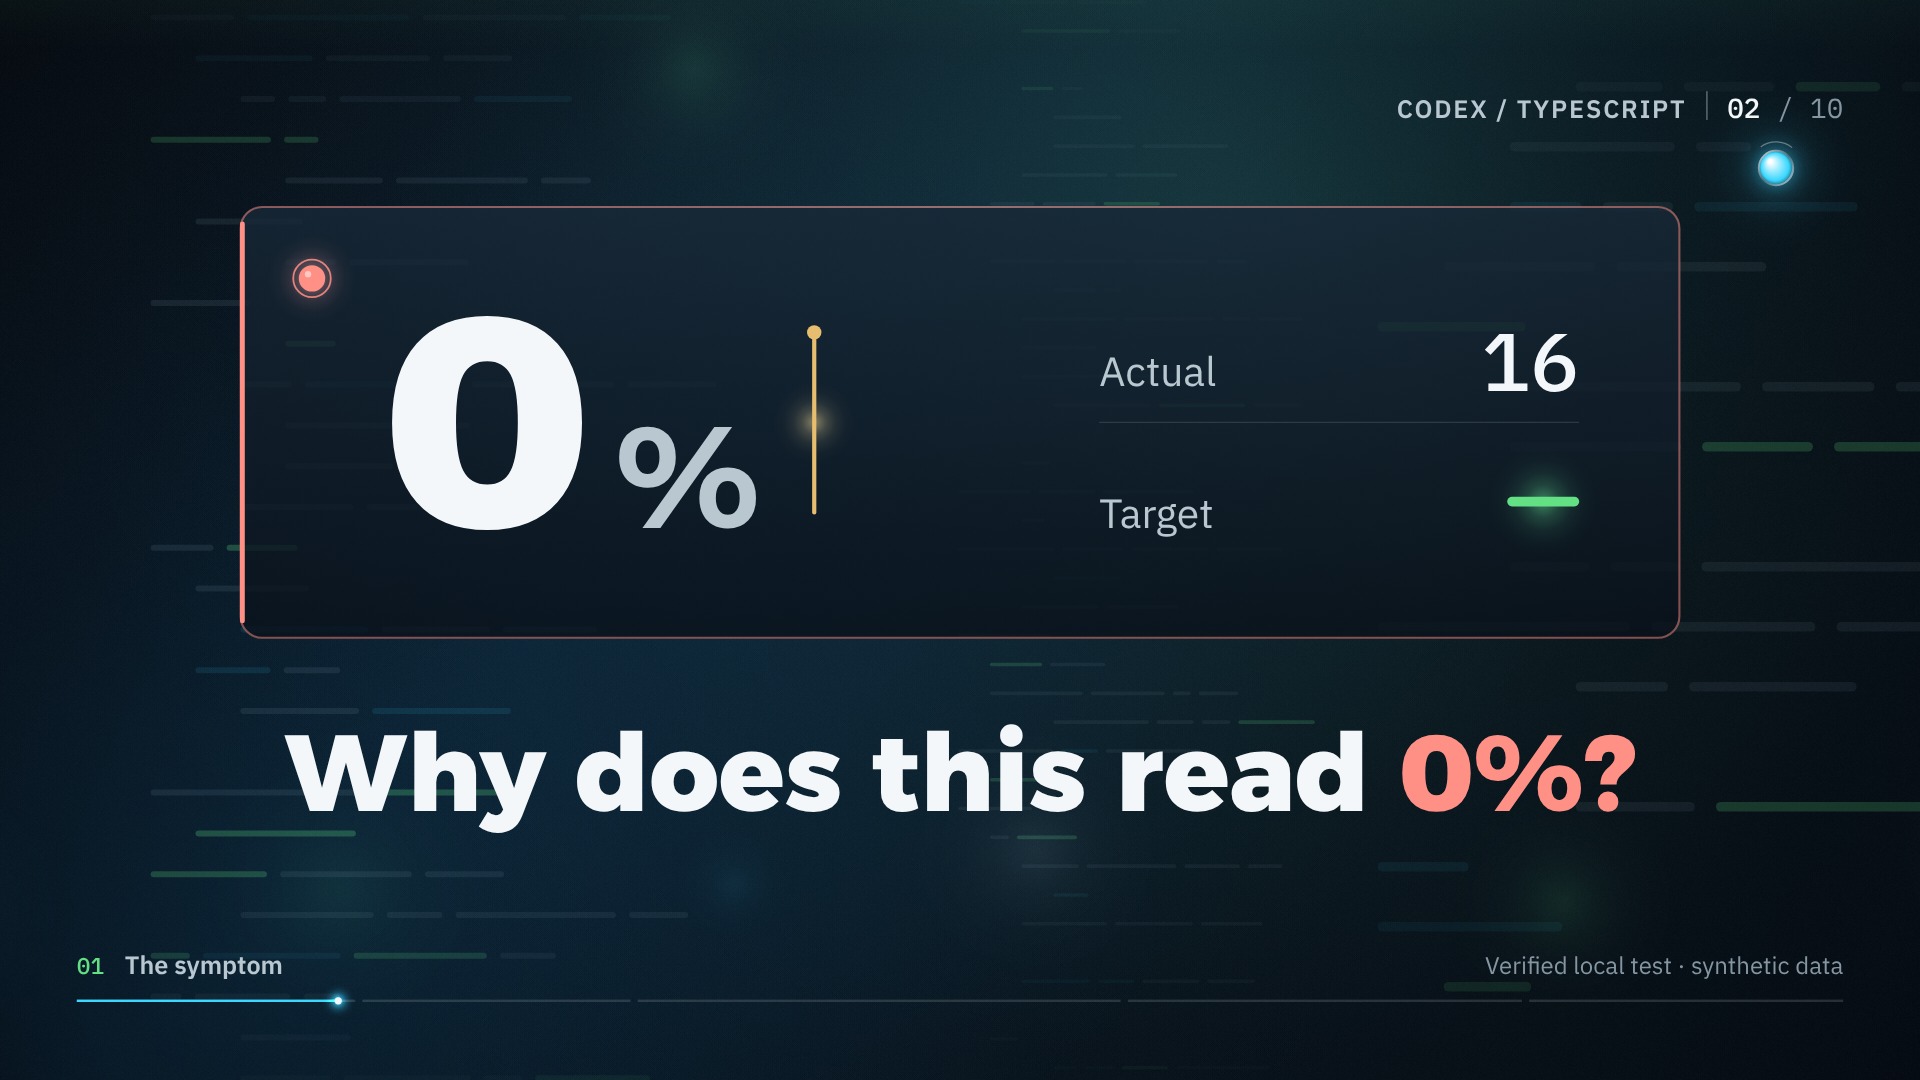 CODEX / TYPESCRIPT 02 / 10
0%
Actual 16
Target
Why does this read 0%?
01 The symptom
Verified local test · synthetic data